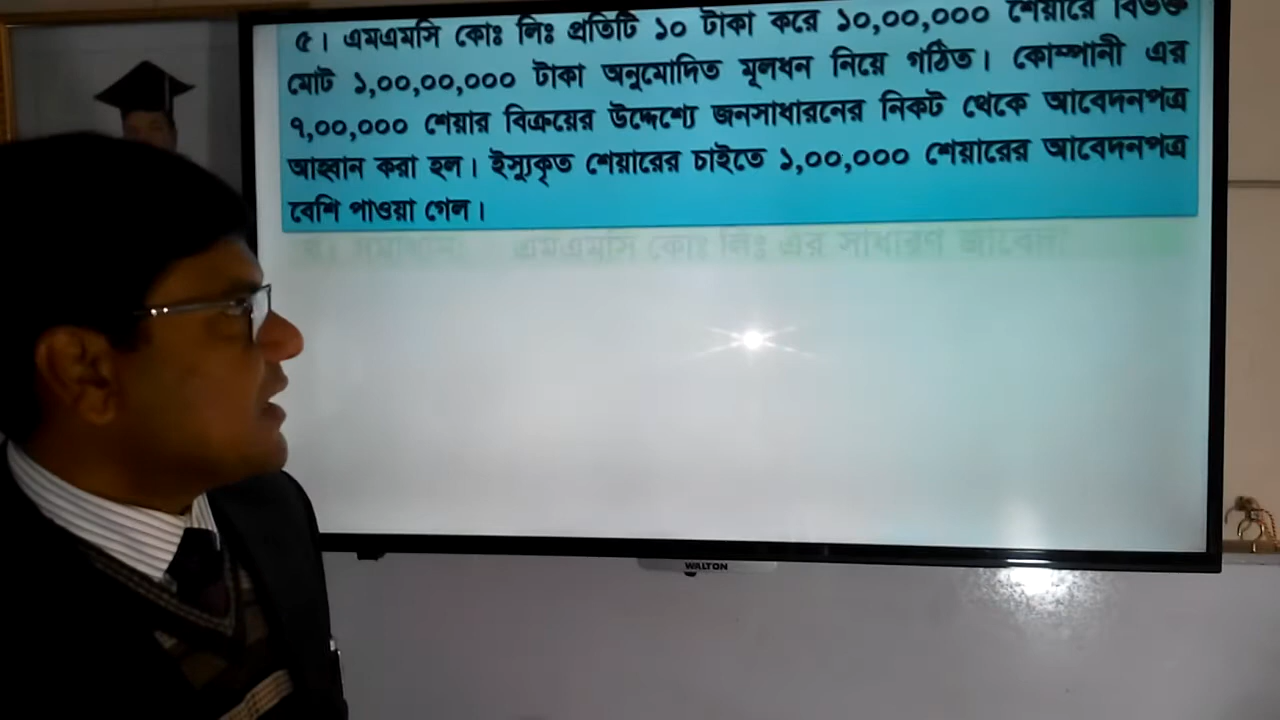 ৫। এমএমসি কোঃ লিঃ প্রতিটি ১০ টাকা করে ১০,০০,০০০ শেয়ারে বিভক্ত
মোট ১,০০,০০,০০০ টাকা অনুমোদিত মূলধন নিয়ে গঠিত। কোম্পানী এর
৭,০০,০০০ শেয়ার বিক্রয়ের উদ্দেশ্যে জনসাধারনের নিকট থেকে আবেদনপত্র
আহ্বান করা হল। ইস্যুকৃত শেয়ারের চাইতে ১,০০,০০০ শেয়ারের আবেদনপত্র
বেশি পাওয়া গেল।
এমএমসি কোঃ লিঃ এর সাধারণ
WALTON